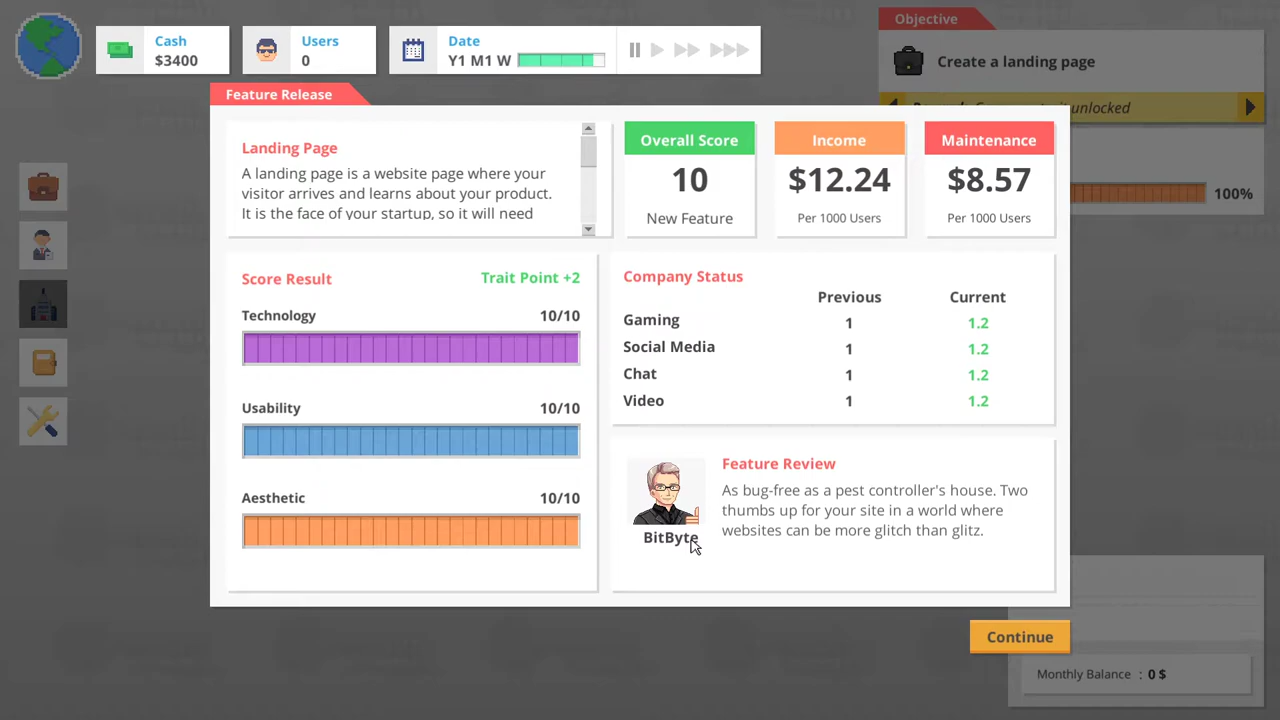 Cash
$3400
Users
0
Date
Y1 M1 W
Objective
Create a landing page
unlocked
100%
Feature Release
Landing Page
A landing page is a website page where your
visitor arrives and learns about your product.
It is the face of your startup, so it will need
Overall Score
10
New Feature
Income
$12.24
Per 1000 Users
Maintenance
$8.57
Per 1000 Users
Score Result
Trait Point +2
Technology 10/10
Usability 10/10
Aesthetic 10/10
Company Status
Previous Current
Gaming 1 1.2
Social Media 1 1.2
Chat 1 1.2
Video 1 1.2
BitByte
Feature Review
As bug-free as a pest controller's house. Two
thumbs up for your site in a world where
websites can be more glitch than glitz.
Continue
Monthly Balance : 0 $